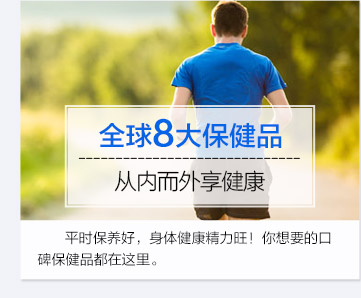 全球8大保健品
从内而外享健康
平时保养好，身体健康精力旺！你想要的口
碑保健品都在这里。